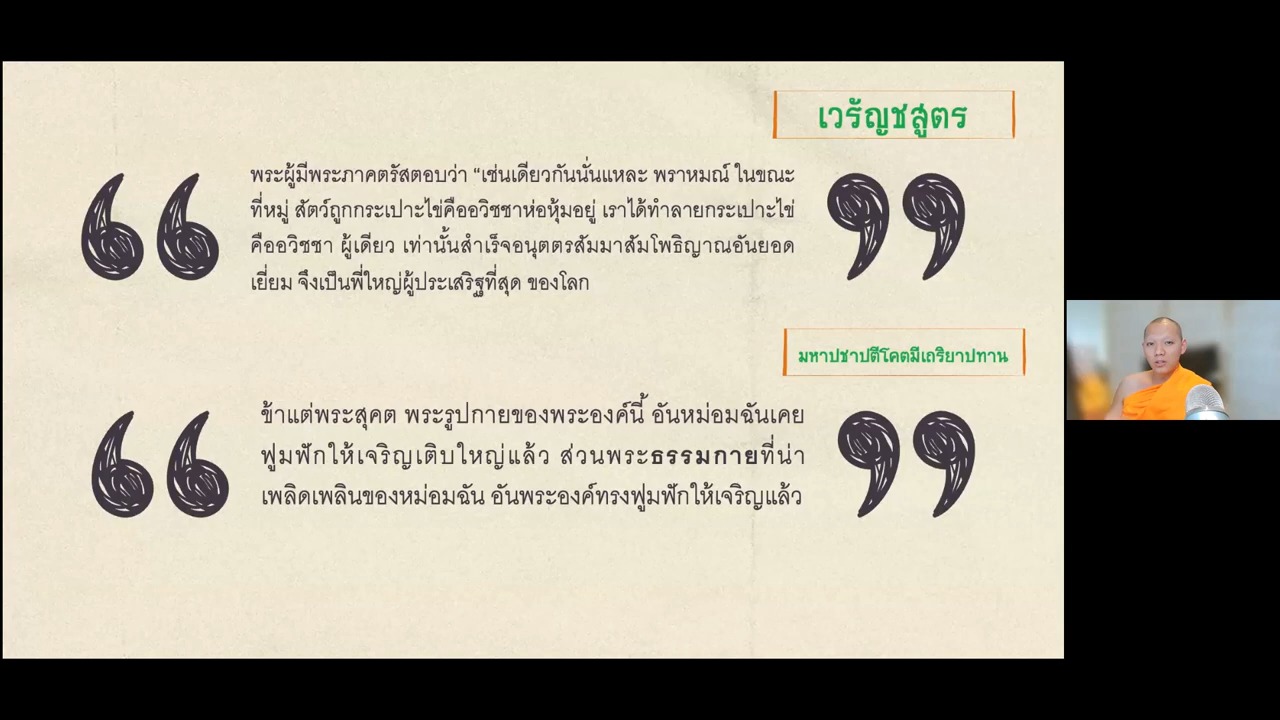 เวรัญชสูตร
พระผู้มีพระภาคตรัสตอบว่า “เช่นเดียวกันนั่นแหละ พราหมณ์ ในขณะ
ที่หมู่ สัตว์ถูกกระเปาะไข่คืออวิชชาห่อหุ้มอยู่ เราได้ทำลายกระเปาะไข่
คืออวิชชา ผู้เดียว เท่านั้นสำเร็จอนุตตรสัมมาสัมโพธิญาณอันยอด
เยี่ยม จึงเป็นพี่ใหญ่ผู้ประเสริฐที่สุด ของโลก
มหาปชาปตีโคตมีเถริยาปทาน
ข้าแต่พระสุคต พระรูปกายของพระองค์นี้ อันหม่อมฉันเคย
ฟูมฟักให้เจริญเติบใหญ่แล้ว ส่วนพระธรรมกายที่น่า
เพลิดเพลินของหม่อมฉัน อันพระองค์ทรงฟูมฟักให้เจริญแล้ว